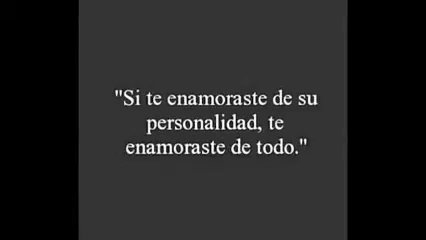 "Si te enamoraste de su
personalidad, te
enamoraste de todo."